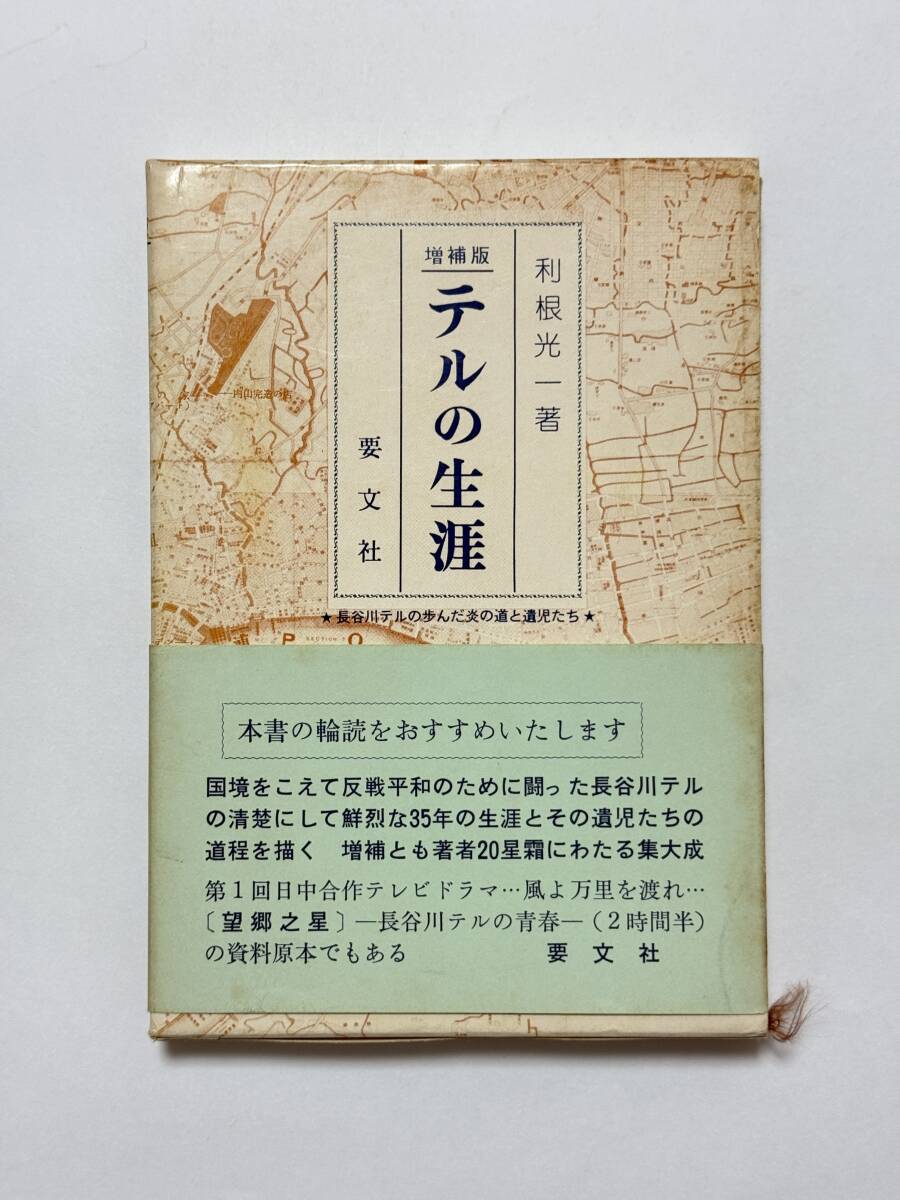 利根光一著
増補版
テルの生涯
要文社
★長谷川テルの歩んだ炎の道と遺児たち★
内山完造の店
SECTION
P O
本書の輪読をおすすめいたします
国境をこえて反戦平和のために闘った長谷川テル
の清楚にして鮮烈な35年の生涯とその遺児たちの
道程を描く　増補とも著者20星霜にわたる集大成
第1回日中合作テレビドラマ…風よ万里を渡れ…
〔望郷之星〕―長谷川テルの青春―（2時間半）
の資料原本でもある　要文社